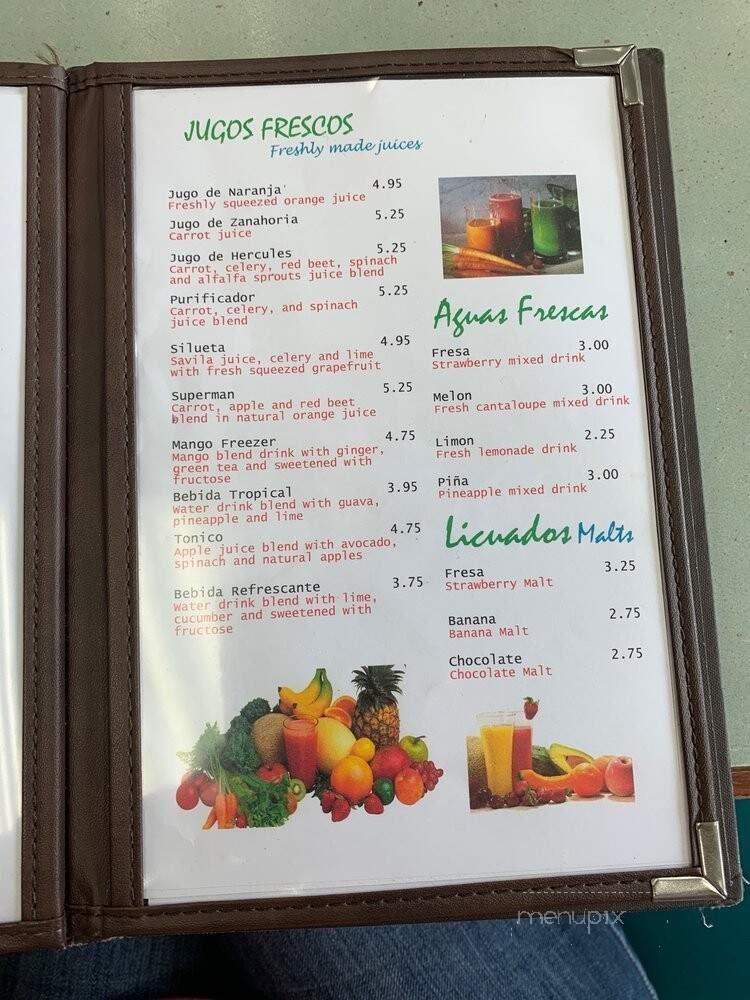 JUGOS FRESCOS
Freshly made juices
Jugo de Naranja 4.95
Freshly squeezed orange juice
Jugo de Zanahoria 5.25
Carrot juice
Jugo de Hercules 5.25
Carrot, celery, red beet, spinach
and alfalfa sprouts juice blend
Purificador 5.25
Carrot, celery, and spinach
juice blend
Silueta 4.95
Savila juice, celery and lime
with fresh squeezed grapefruit
Superman 5.25
Carrot, apple and red beet
blend in natural orange juice
Mango Freezer 4.75
Mango blend drink with ginger,
green tea and sweetened with
fructose
Bebida Tropical 3.95
Water drink blend with guava,
pineapple and lime
Tonico 4.75
Apple juice blend with avocado,
spinach and natural apples
Bebida Refrescante 3.75
Water drink blend with lime,
cucumber and sweetened with
fructose
Aguas Frescas
Fresa 3.00
Strawberry mixed drink
Melon 3.00
Fresh cantaloupe mixed drink
Limon 2.25
Fresh lemonade drink
Piña 3.00
Pineapple mixed drink
Licuados Malts
Fresa 3.25
Strawberry Malt
Banana 2.75
Banana Malt
Chocolate 2.75
Chocolate Malt
menupix